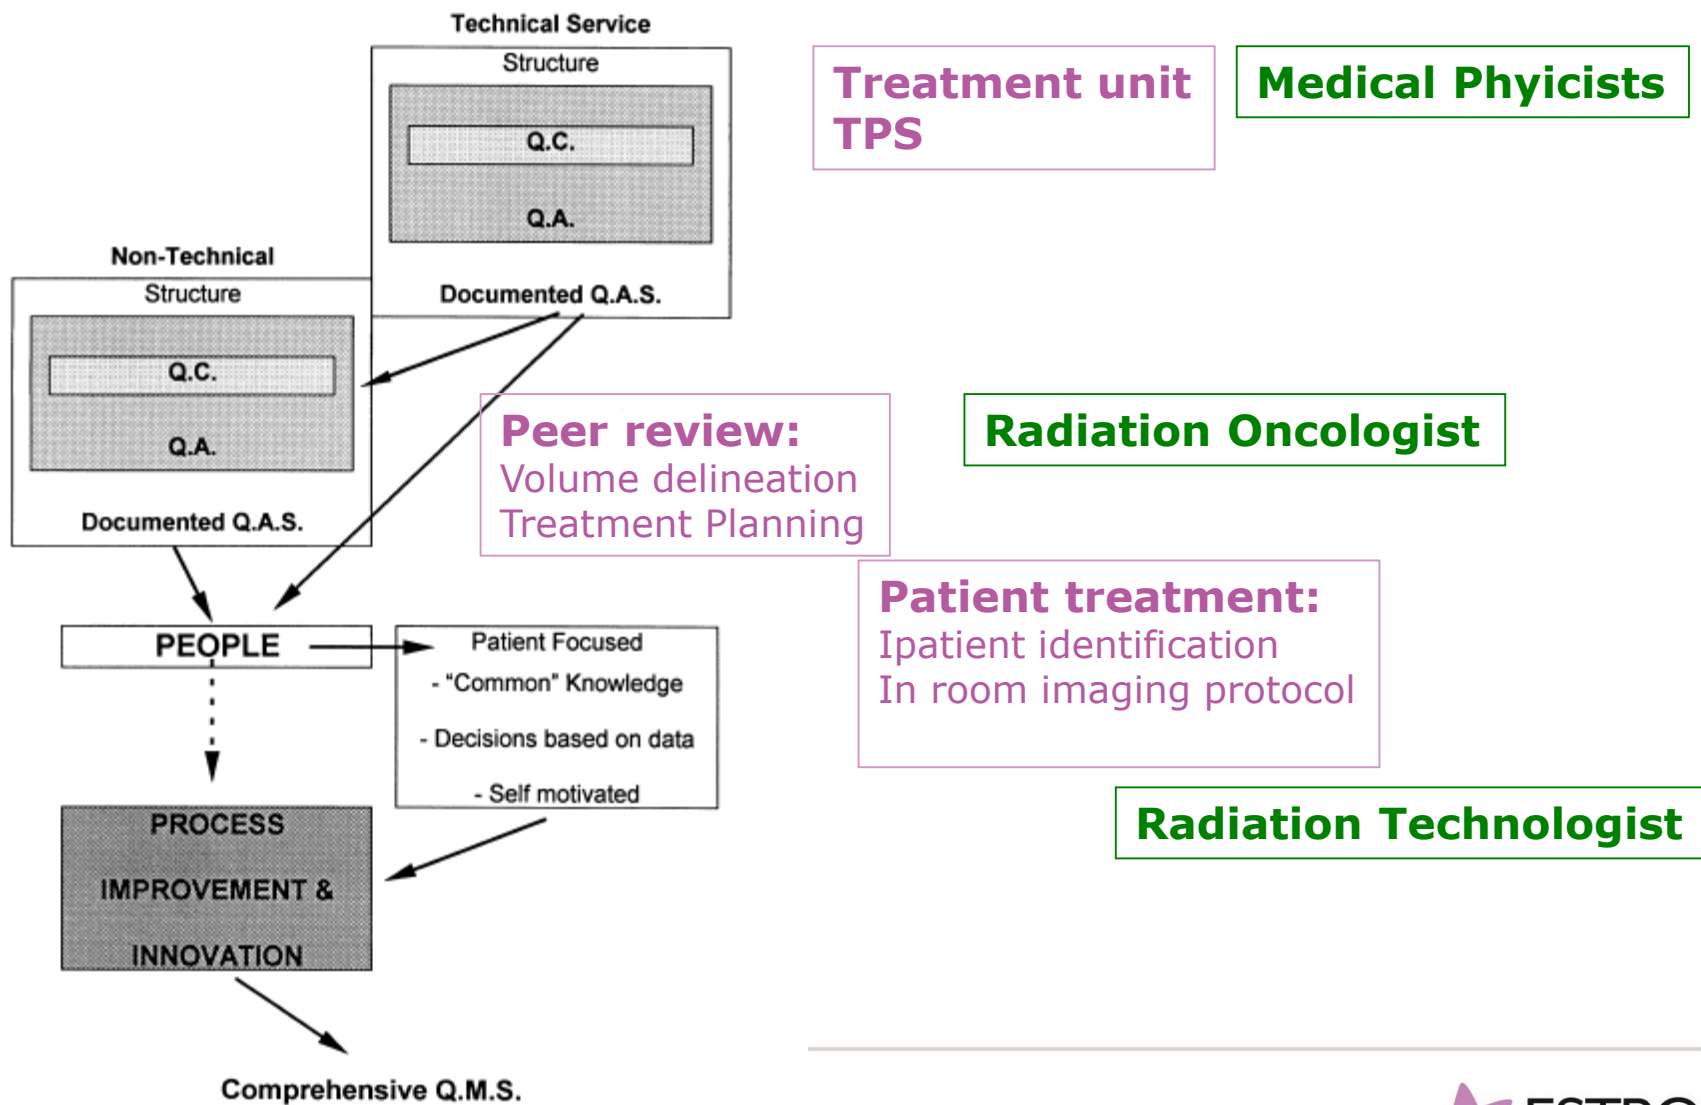 Technical Service
Structure
Q.C.
Q.A.
Documented Q.A.S.
Treatment unit
TPS
Medical Phyicists
Non-Technical
Structure
Q.C.
Q.A.
Documented Q.A.S.
Peer review:
Volume delineation
Treatment Planning
Radiation Oncologist
Patient treatment:
Ipatient identification
In room imaging protocol
PEOPLE
Patient Focused
- "Common" Knowledge
- Decisions based on data
- Self motivated
Radiation Technologist
PROCESS
IMPROVEMENT &
INNOVATION
Comprehensive Q.M.S.